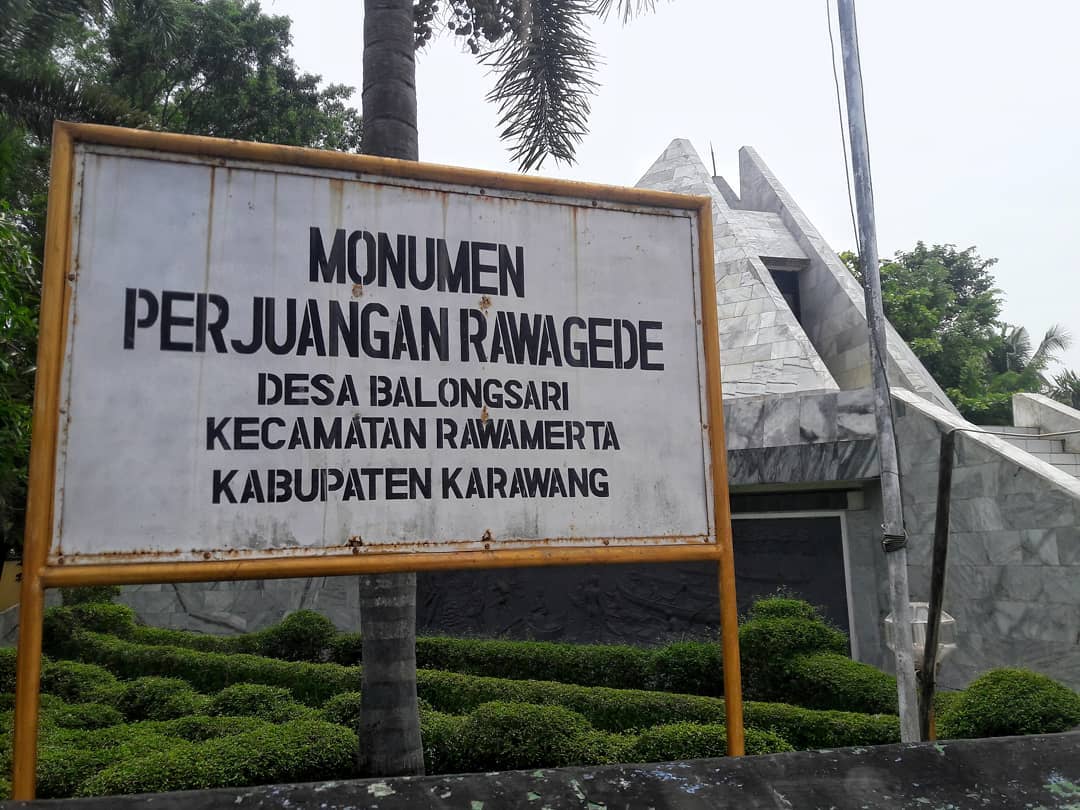 MONUMEN
PERJUANGAN RAWAGEDE
DESA BALONGSARI
KECAMATAN RAWAMERTA
KABUPATEN KARAWANG